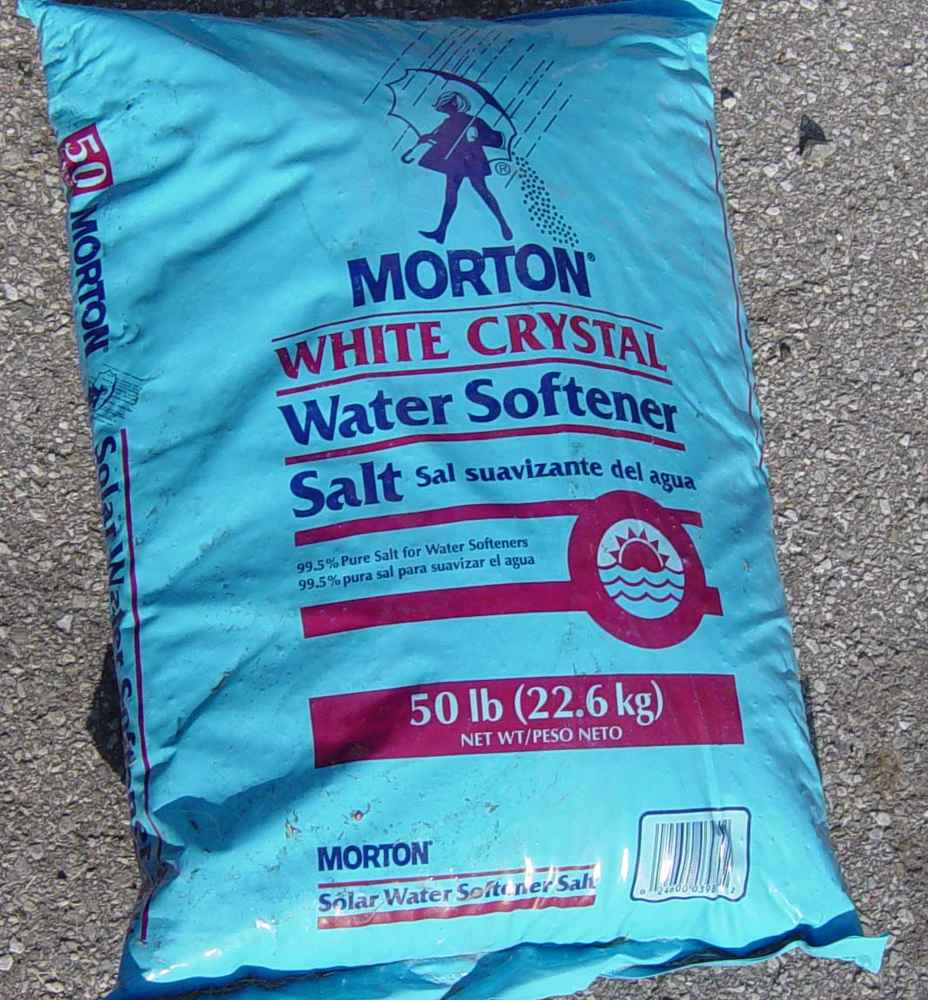 ®
MORTON®
WHITE CRYSTAL
Water Softener
Salt Sal suavizante del agua
99.5% Pure Salt for Water Softeners
99.5% pura sal para suavizar el agua
50 lb (22.6 kg)
NET WT/PESO NETO
MORTON®
Solar Water Softener Salt
50
MORTON
Solar Water